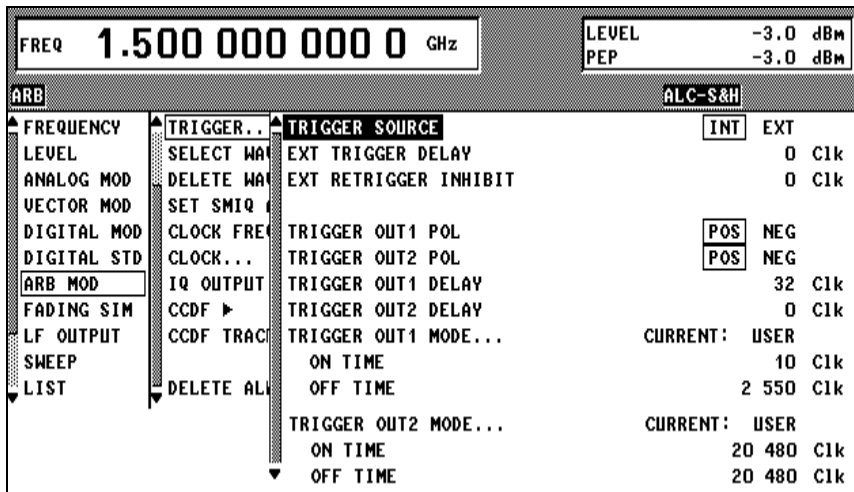 FREQ 1.500 000 000 0 GHz
LEVEL -3.0 dBm
PEP -3.0 dBm
ARB ALC-S&H
FREQUENCY
LEVEL
ANALOG MOD
VECTOR MOD
DIGITAL MOD
DIGITAL STD
ARB MOD
FADING SIM
LF OUTPUT
SWEEP
LIST
TRIGGER..
SELECT
DELETE
SET SMIQ
CLOCK
CLOCK...
IQ OUTPUT
CCDF ▶
CCDF
DELETE
TRIGGER SOURCE INT EXT
EXT TRIGGER DELAY 0 Clk
EXT RETRIGGER INHIBIT 0 Clk
TRIGGER OUT1 POL POS NEG
TRIGGER OUT2 POL POS NEG
TRIGGER OUT1 DELAY 32 Clk
TRIGGER OUT2 DELAY 0 Clk
TRIGGER OUT1 MODE... CURRENT: USER
ON TIME 10 Clk
OFF TIME 2 550 Clk
TRIGGER OUT2 MODE... CURRENT: USER
ON TIME 20 480 Clk
OFF TIME 20 480 Clk